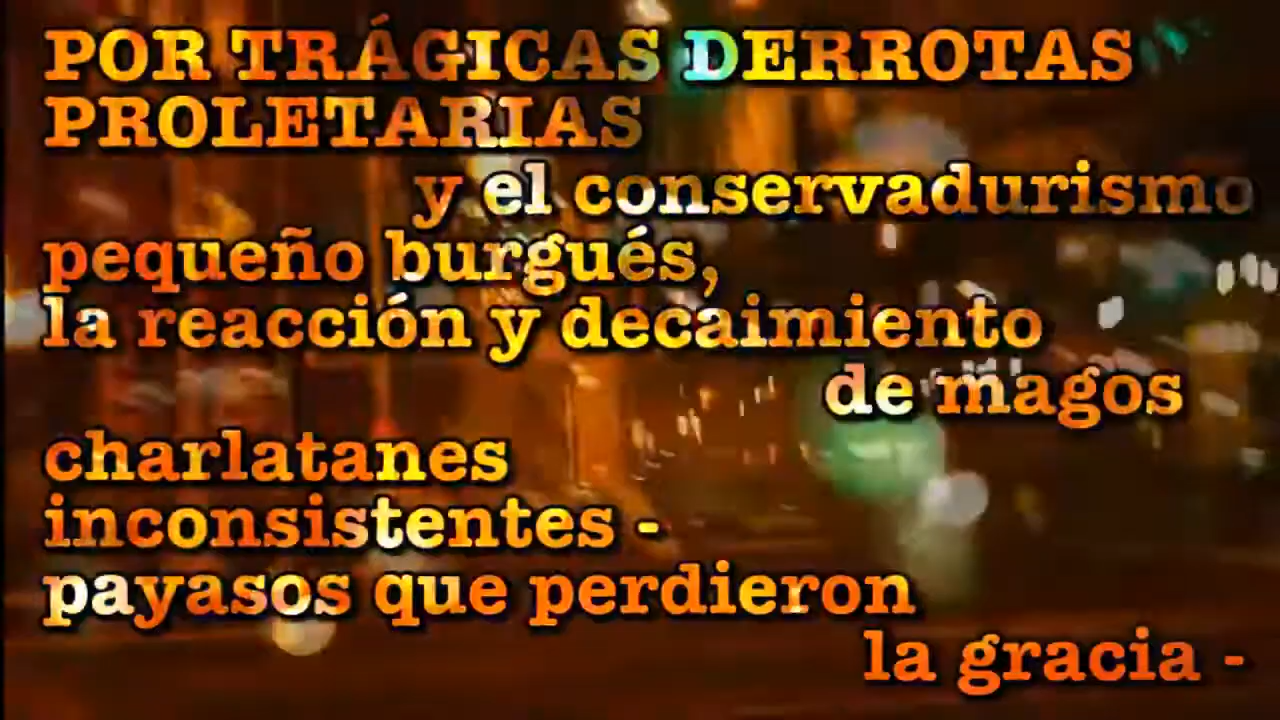 POR TRÁGICAS DERROTAS
PROLETARIAS
y el conservadurismo
pequeño burgués,
la reacción y decaimiento
de magos
charlatanes
inconsistentes -
payasos que perdieron
la gracia -